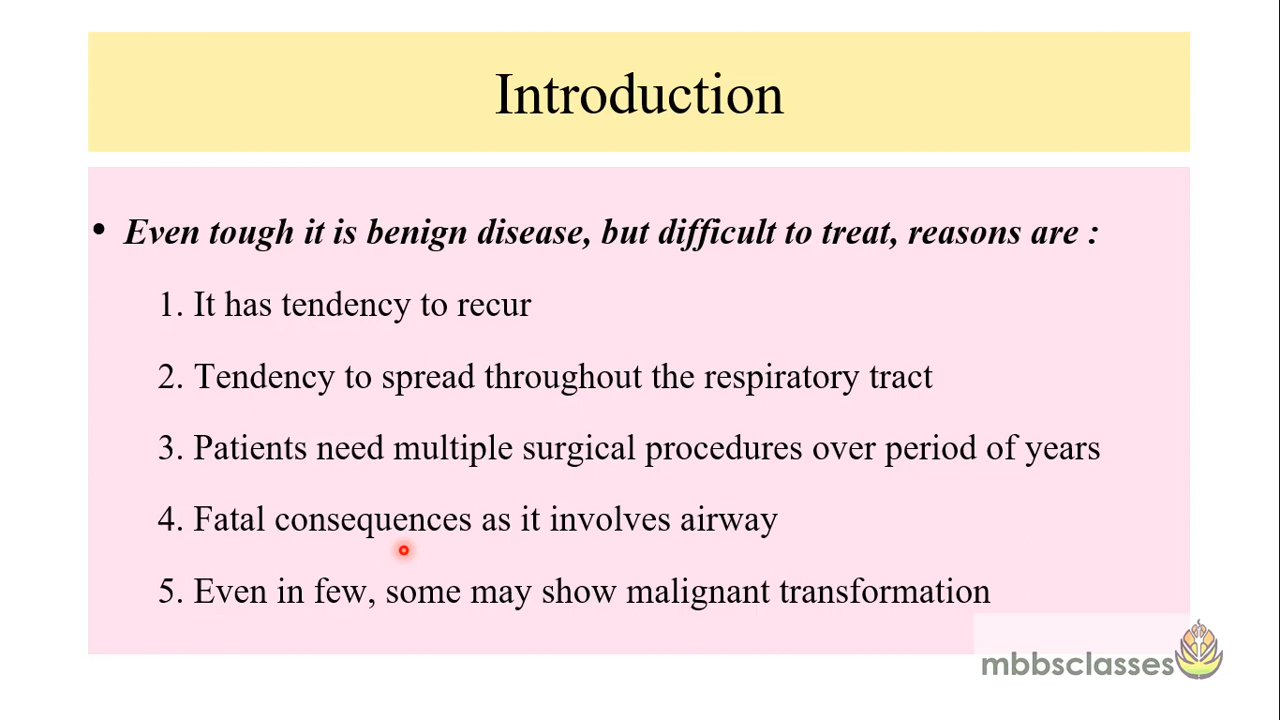 Introduction
• Even tough it is benign disease, but difficult to treat, reasons are :
1. It has tendency to recur
2. Tendency to spread throughout the respiratory tract
3. Patients need multiple surgical procedures over period of years
4. Fatal consequences as it involves airway
5. Even in few, some may show malignant transformation
mbbsclasses